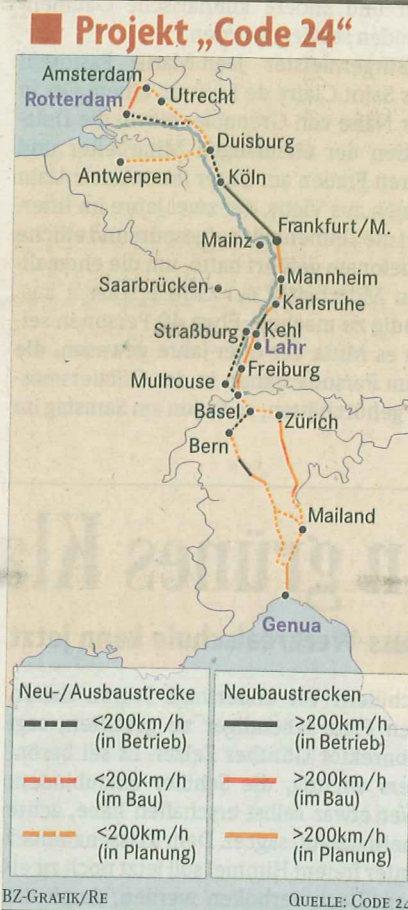 Projekt „Code 24“
Amsterdam
Rotterdam
Utrecht
Duisburg
Antwerpen
Köln
Frankfurt/M.
Mainz
Mannheim
Saarbrücken
Karlsruhe
Straßburg
Kehl
Lahr
Freiburg
Mulhouse
Basel
Zürich
Bern
Mailand
Genua
Neu-/Ausbaustrecke
<200km/h
(in Betrieb)
<200km/h
(im Bau)
<200km/h
(in Planung)
Neubaustrecken
>200km/h
(in Betrieb)
>200km/h
(im Bau)
>200km/h
(in Planung)
BZ-GRAFIK/RE
QUELLE: CODE 24